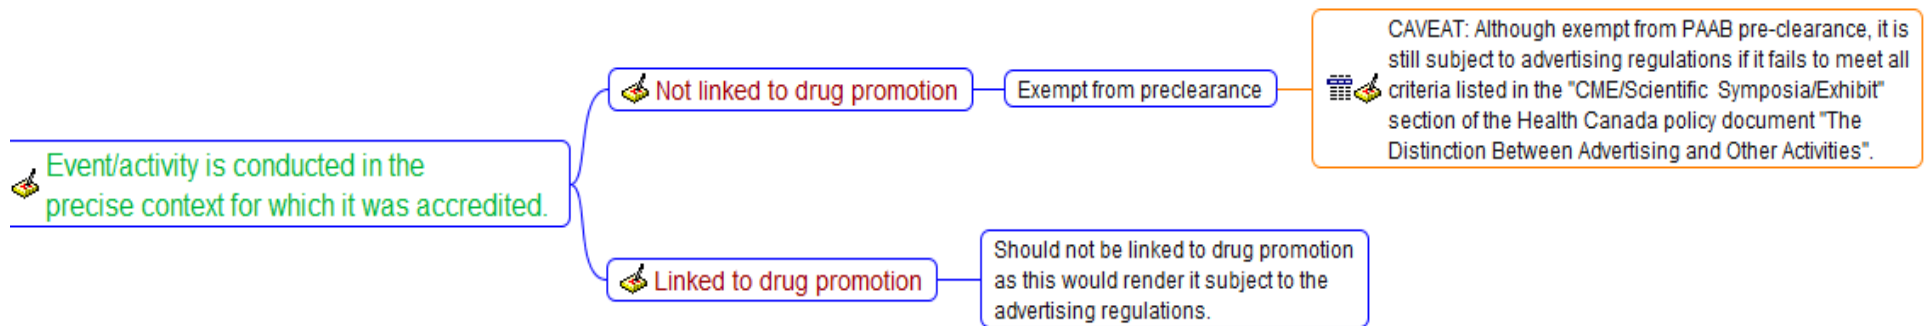 Event/activity is conducted in the
precise context for which it was accredited.
Not linked to drug promotion
Exempt from preclearance
CAVEAT: Although exempt from PAAB pre-clearance, it is
still subject to advertising regulations if it fails to meet all
criteria listed in the "CME/Scientific Symposia/Exhibit"
section of the Health Canada policy document "The
Distinction Between Advertising and Other Activities".
Linked to drug promotion
Should not be linked to drug promotion
as this would render it subject to the
advertising regulations.